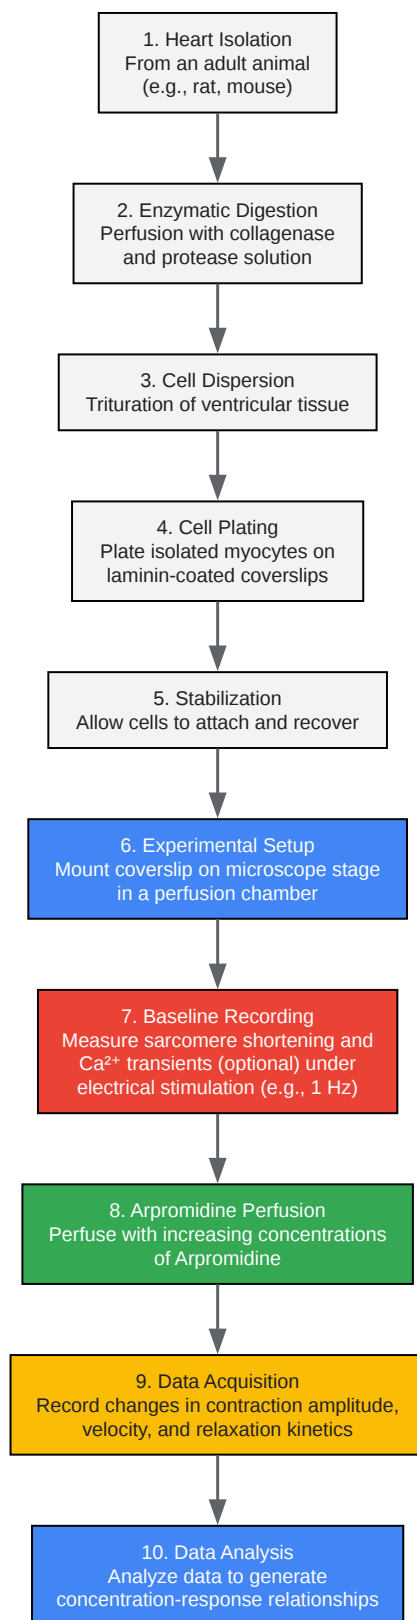 1. Heart Isolation
From an adult animal
(e.g., rat, mouse)
2. Enzymatic Digestion
Perfusion with collagenase
and protease solution
3. Cell Dispersion
Trituration of ventricular tissue
4. Cell Plating
Plate isolated myocytes on
laminin-coated coverslips
5. Stabilization
Allow cells to attach and recover
6. Experimental Setup
Mount coverslip on microscope stage
in a perfusion chamber
7. Baseline Recording
Measure sarcomere shortening and
Ca²⁺ transients (optional) under
electrical stimulation (e.g., 1 Hz)
8. Arpromidine Perfusion
Perfuse with increasing concentrations
of Arpromidine
9. Data Acquisition
Record changes in contraction amplitude,
velocity, and relaxation kinetics
10. Data Analysis
Analyze data to generate
concentration-response relationships